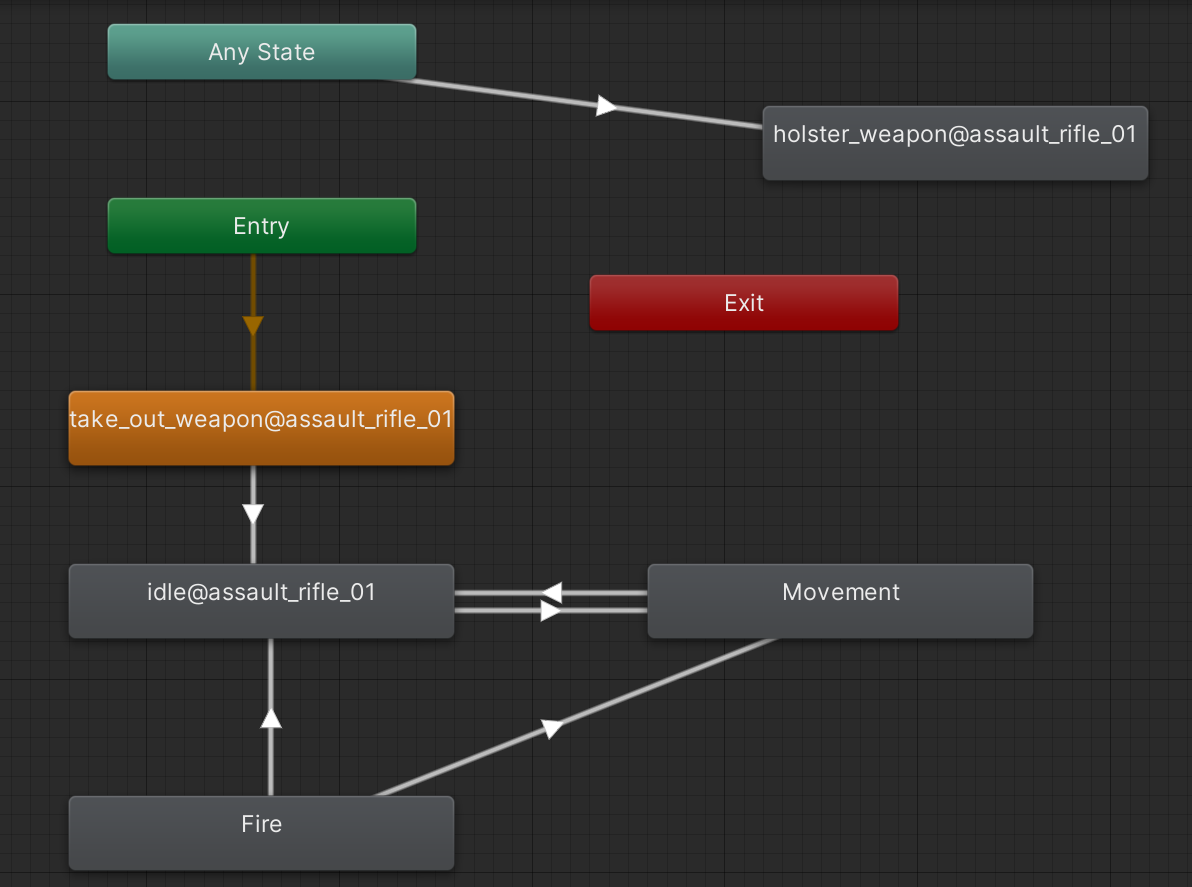 Any State
holster_weapon@assault_rifle_01
Entry
Exit
take_out_weapon@assault_rifle_01
idle@assault_rifle_01
Movement
Fire